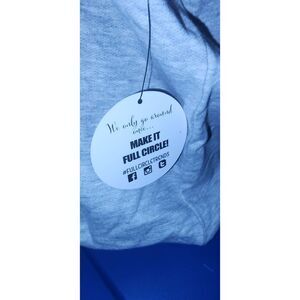 We only go around
once...
MAKE IT
FULL CIRCLE!
#FULLCIRCLETRENDS